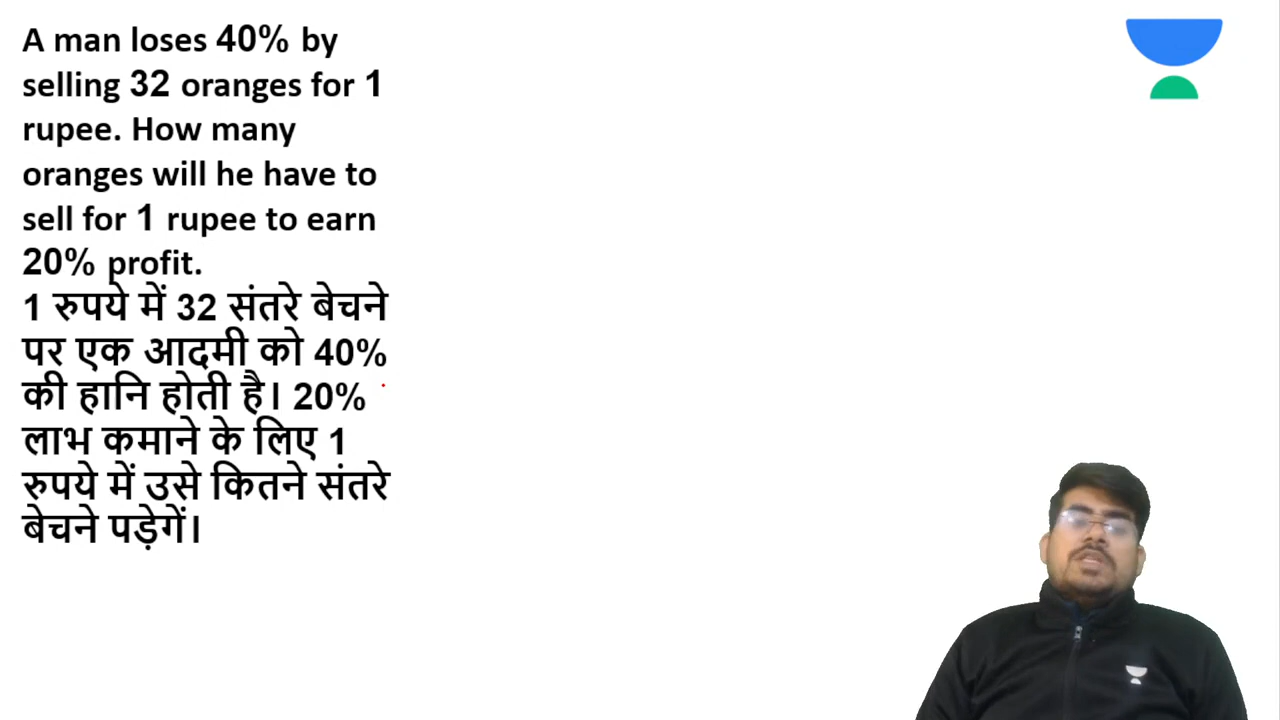 A man loses 40% by
selling 32 oranges for 1
rupee. How many
oranges will he have to
sell for 1 rupee to earn
20% profit.
1 रुपये में 32 संतरे बेचने
पर एक आदमी को 40%
की हानि होती है। 20%
लाभ कमाने के लिए 1
रुपये में उसे कितने संतरे
बेचने पड़ेगें।